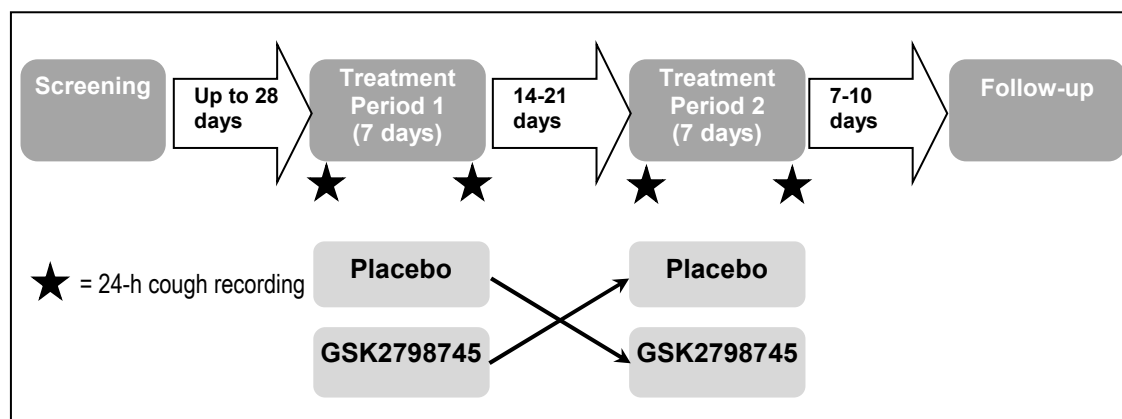 Screening
Up to 28
days
Treatment
Period 1
(7 days)
14-21
days
Treatment
Period 2
(7 days)
7-10
days
Follow-up
= 24-h cough recording
Placebo
Placebo
GSK2798745
GSK2798745